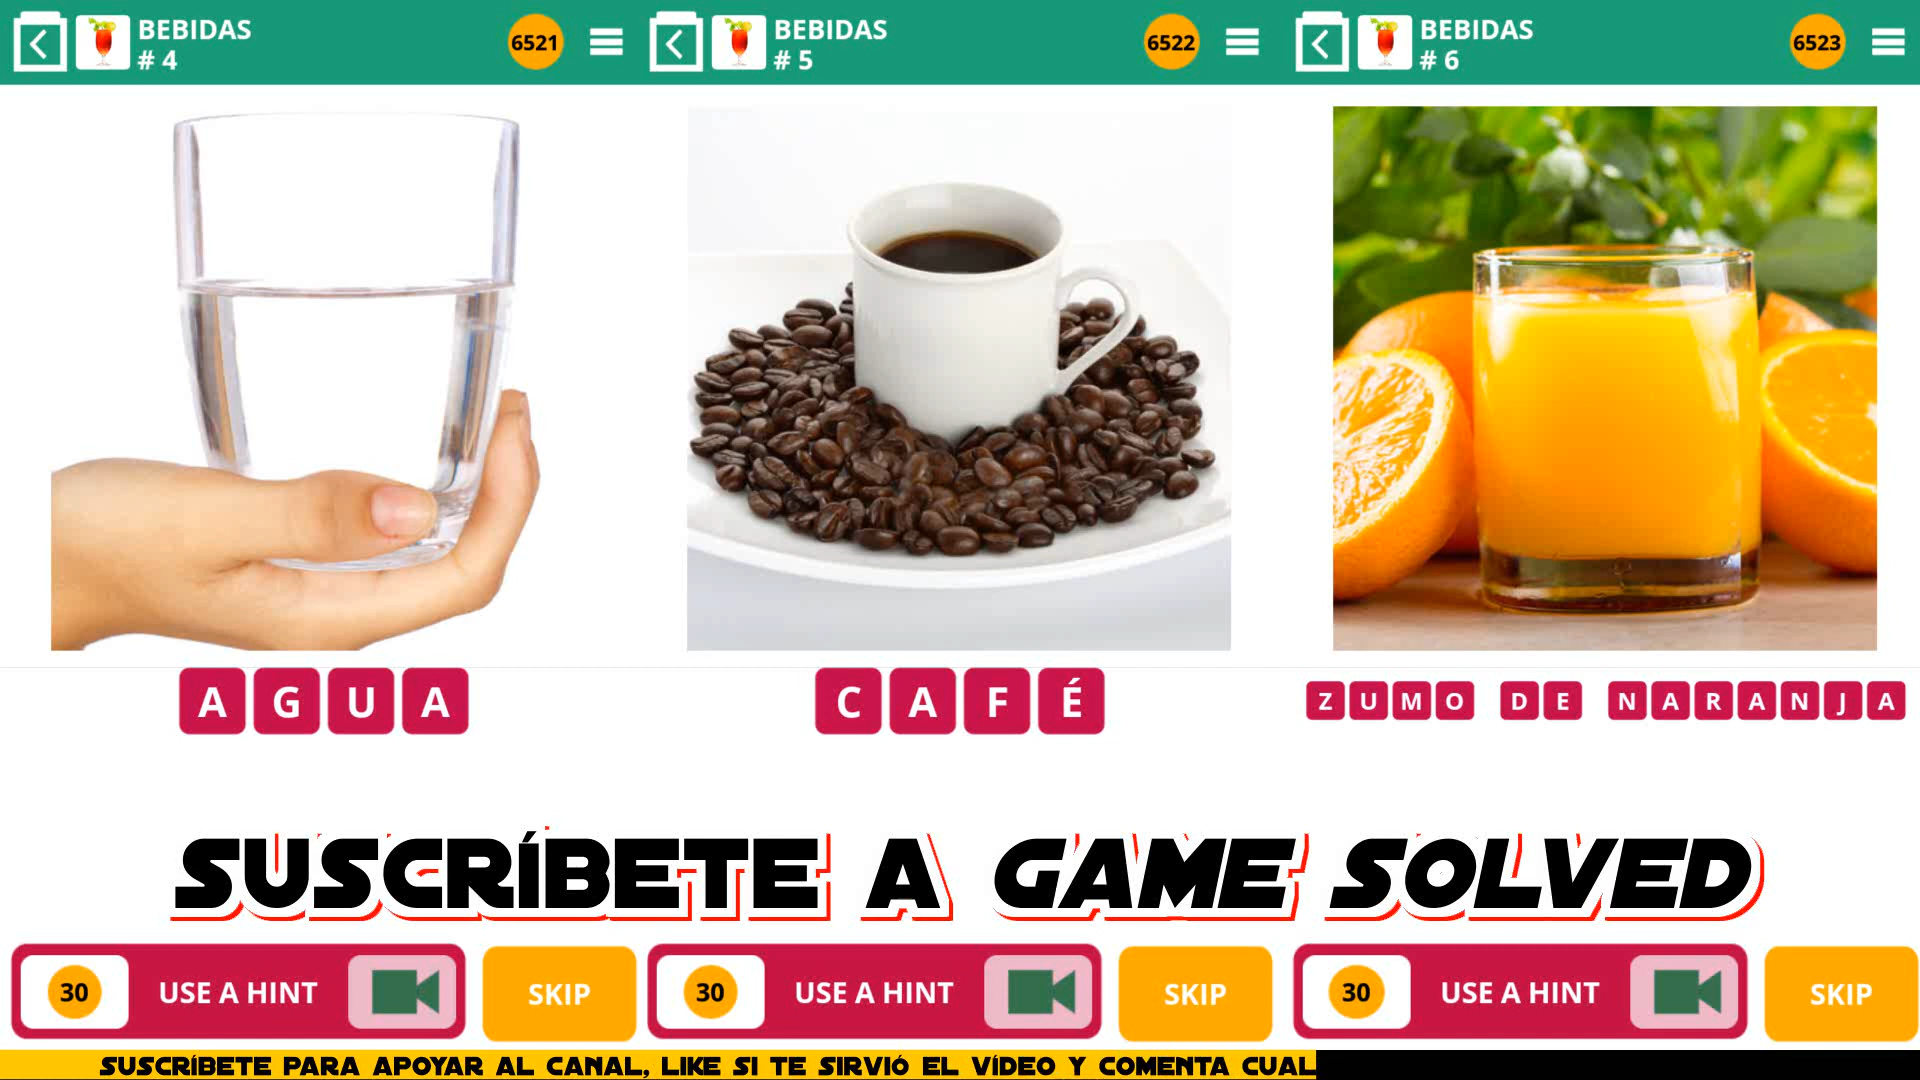 BEBIDAS
# 4
6521
BEBIDAS
# 5
6522
BEBIDAS
# 6
6523
AGUA
CAFÉ
ZUMO DE NARANJA
SUSCRÍBETE A GAME SOLVED
30 USE A HINT SKIP
30 USE A HINT SKIP
30 USE A HINT SKIP
SUSCRÍBETE PARA APOYAR AL CANAL, LIKE SI TE SIRVIÓ EL VÍDEO Y COMENTA CUAL